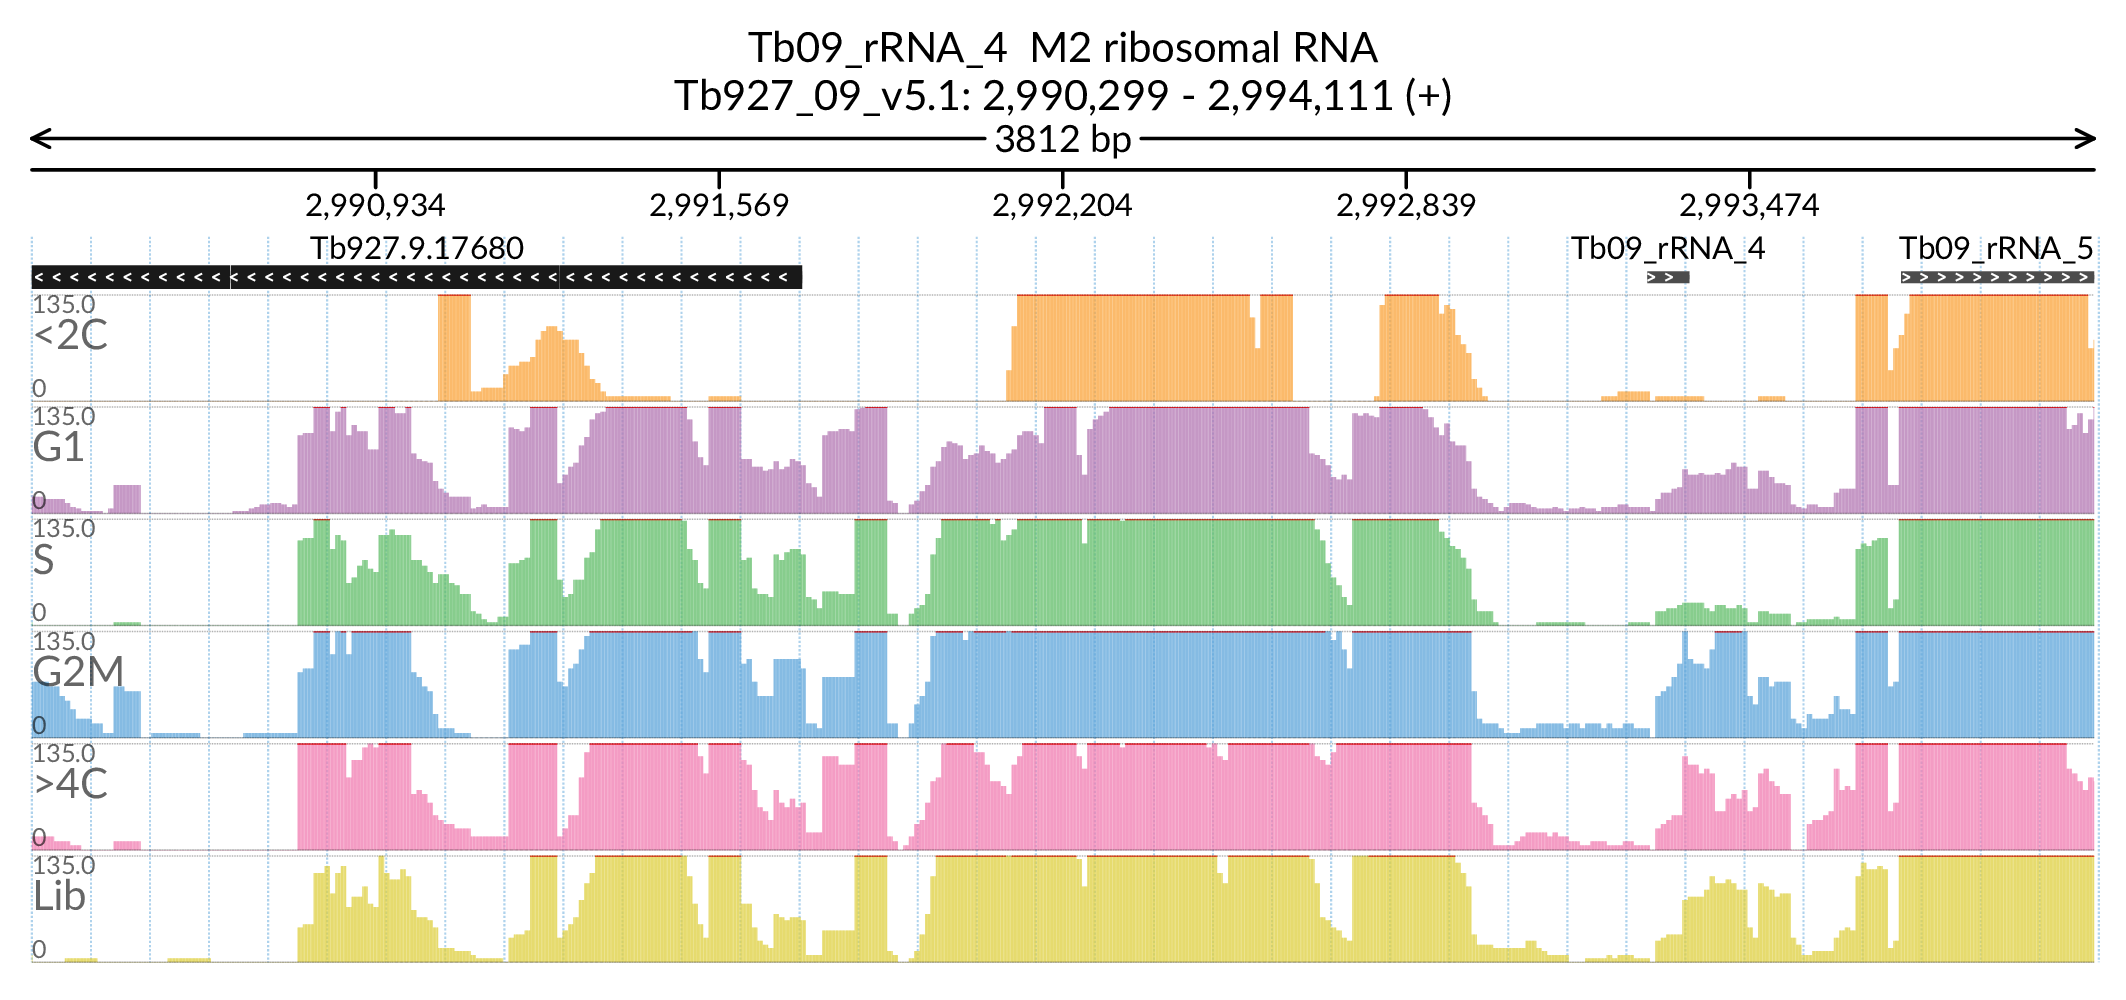 Tb09_rRNA_4 M2 ribosomal RNA
Tb927_09_v5.1: 2,990,299 - 2,994,111 (+)
3812 bp
2,990,934 2,991,569 2,992,204 2,992,839 2,993,474
Tb927.9.17680 Tb09_rRNA_4 Tb09_rRNA_5
135.0
<2C
0
135.0
G1
0
135.0
S
0
135.0
G2M
0
135.0
>4C
0
135.0
Lib
0